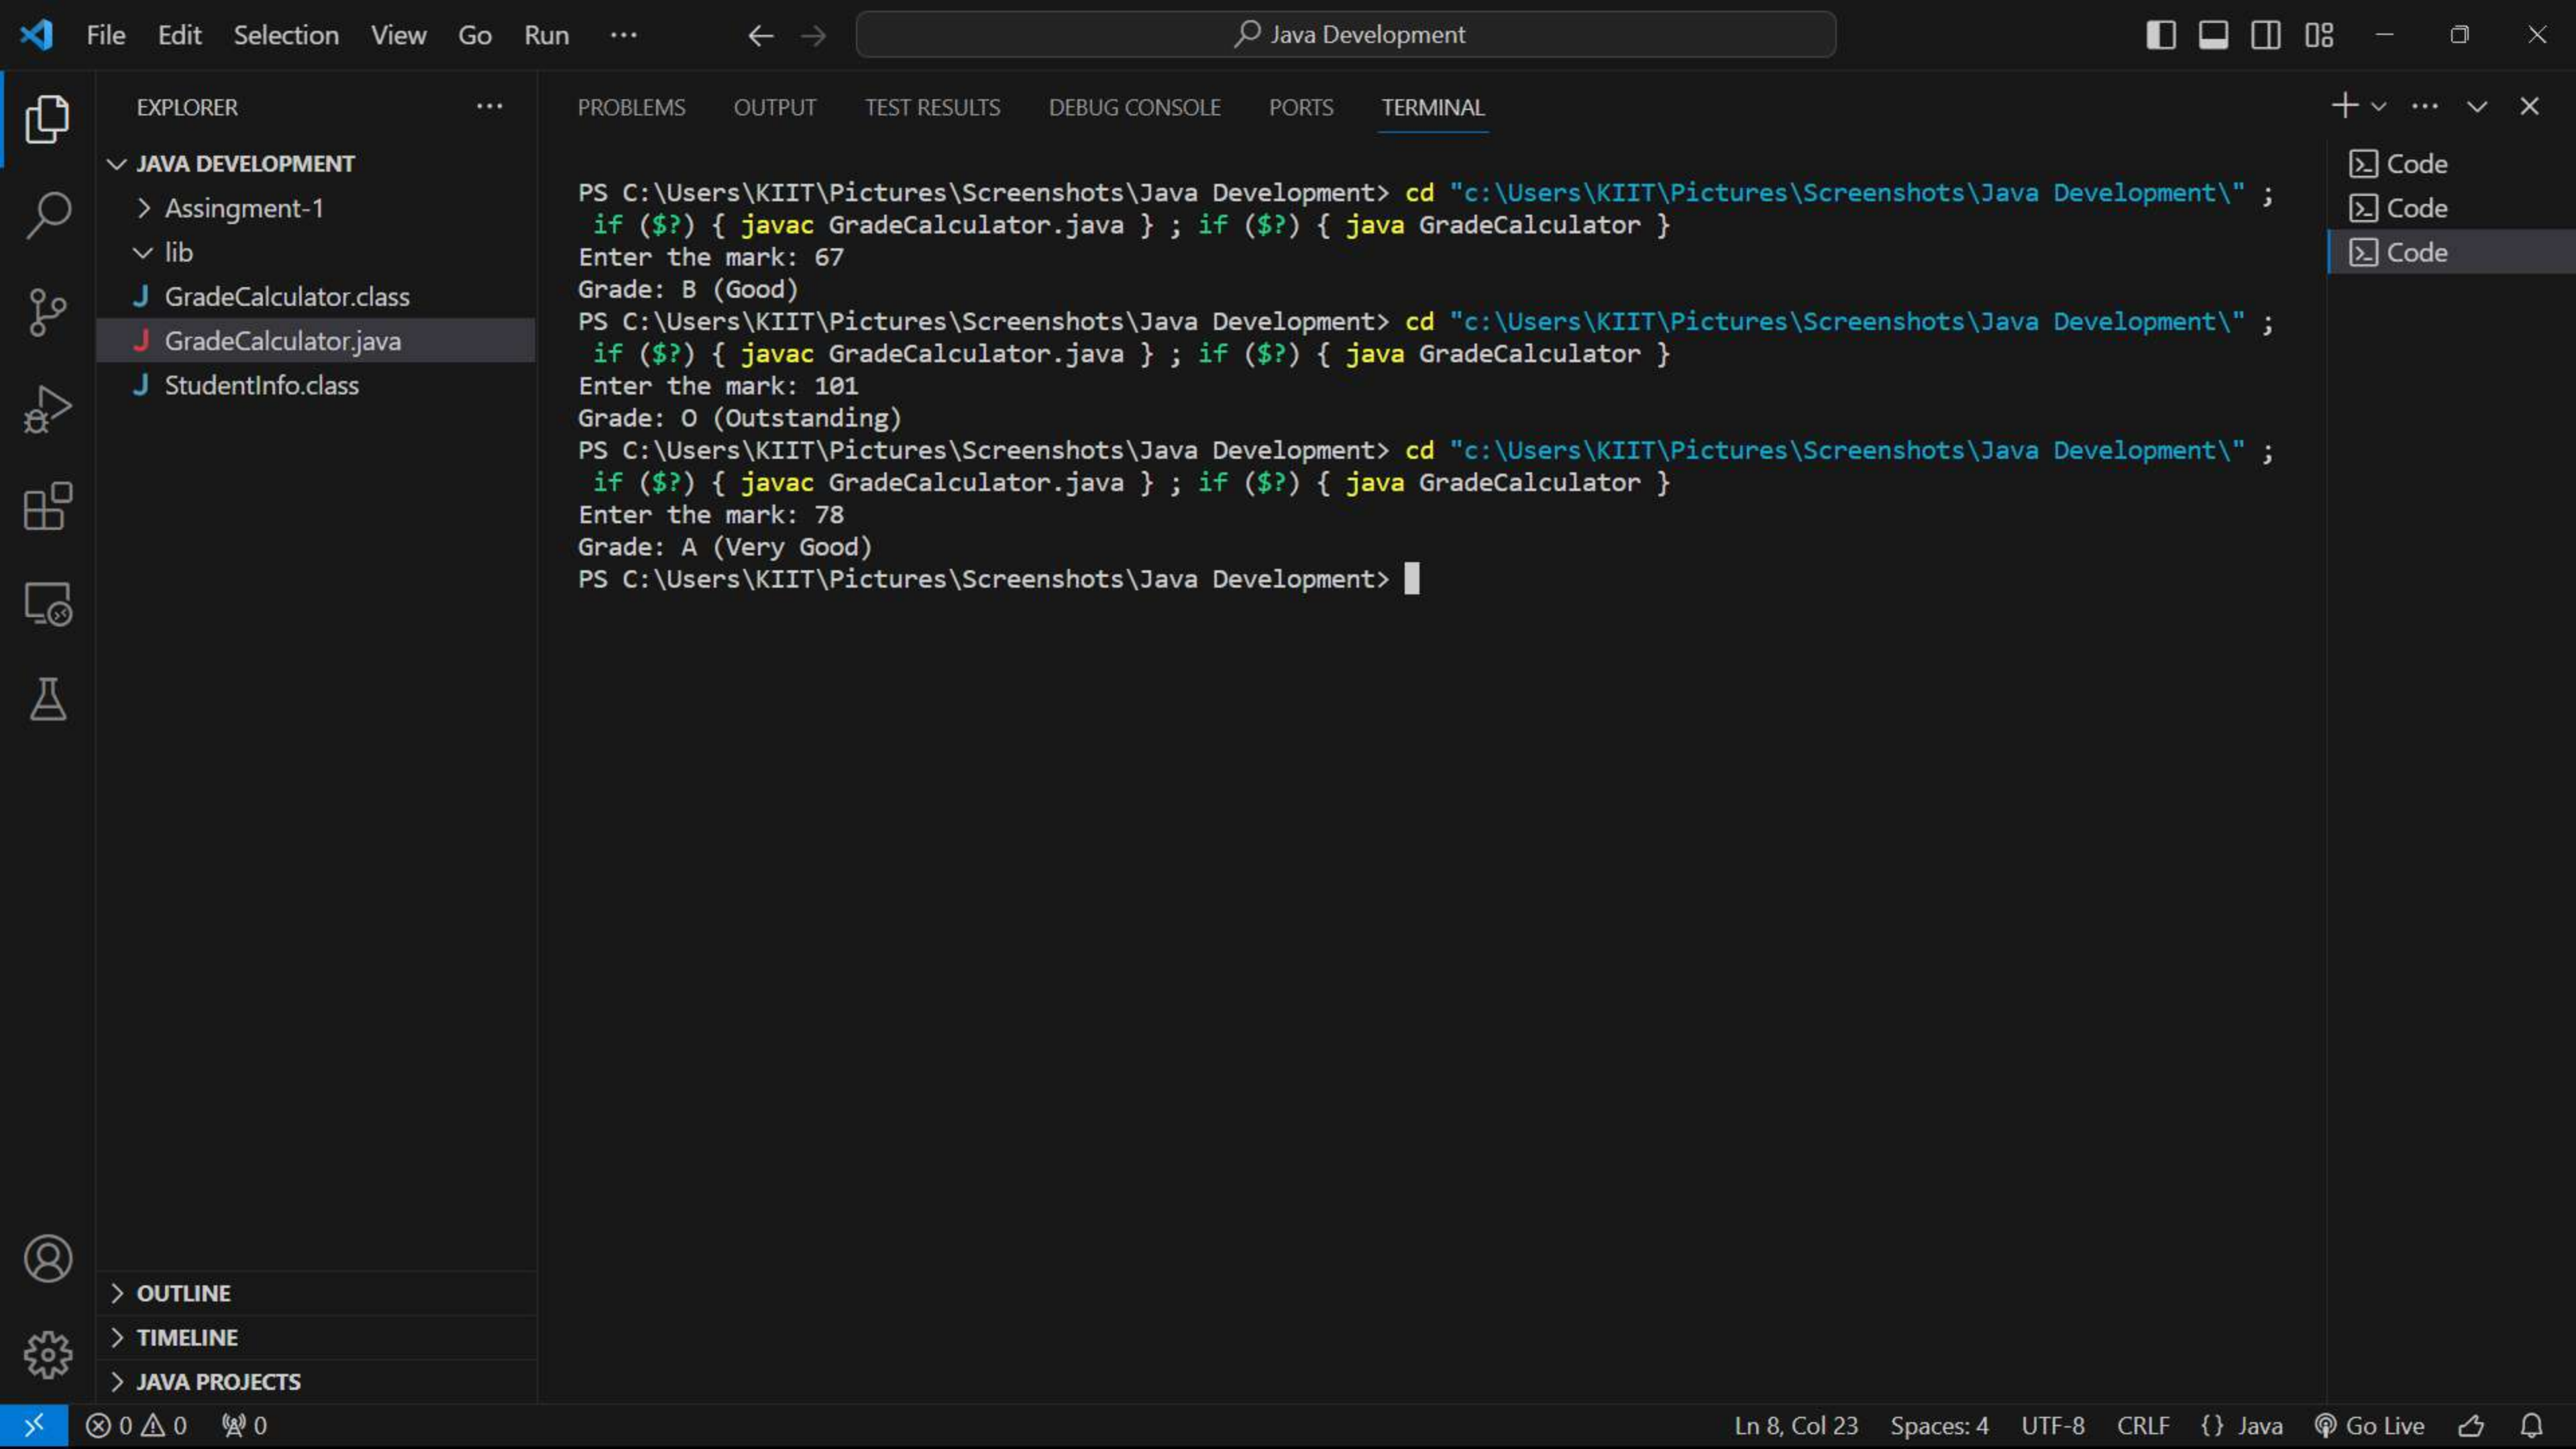 File Edit Selection View Go Run ··· Java Development
EXPLORER ···
JAVA DEVELOPMENT
Assingment-1
lib
J GradeCalculator.class
J GradeCalculator.java
J StudentInfo.class
OUTLINE
TIMELINE
JAVA PROJECTS
PROBLEMS OUTPUT TEST RESULTS DEBUG CONSOLE PORTS TERMINAL
PS C:\Users\KIIT\Pictures\Screenshots\Java Development> cd "c:\Users\KIIT\Pictures\Screenshots\Java Development\" ;
if ($?) { javac GradeCalculator.java } ; if ($?) { java GradeCalculator }
Enter the mark: 67
Grade: B (Good)
PS C:\Users\KIIT\Pictures\Screenshots\Java Development> cd "c:\Users\KIIT\Pictures\Screenshots\Java Development\" ;
if ($?) { javac GradeCalculator.java } ; if ($?) { java GradeCalculator }
Enter the mark: 101
Grade: O (Outstanding)
PS C:\Users\KIIT\Pictures\Screenshots\Java Development> cd "c:\Users\KIIT\Pictures\Screenshots\Java Development\" ;
if ($?) { javac GradeCalculator.java } ; if ($?) { java GradeCalculator }
Enter the mark: 78
Grade: A (Very Good)
PS C:\Users\KIIT\Pictures\Screenshots\Java Development>
Code
Code
Code
0 0 0 Ln 8, Col 23 Spaces: 4 UTF-8 CRLF {} Java Go Live